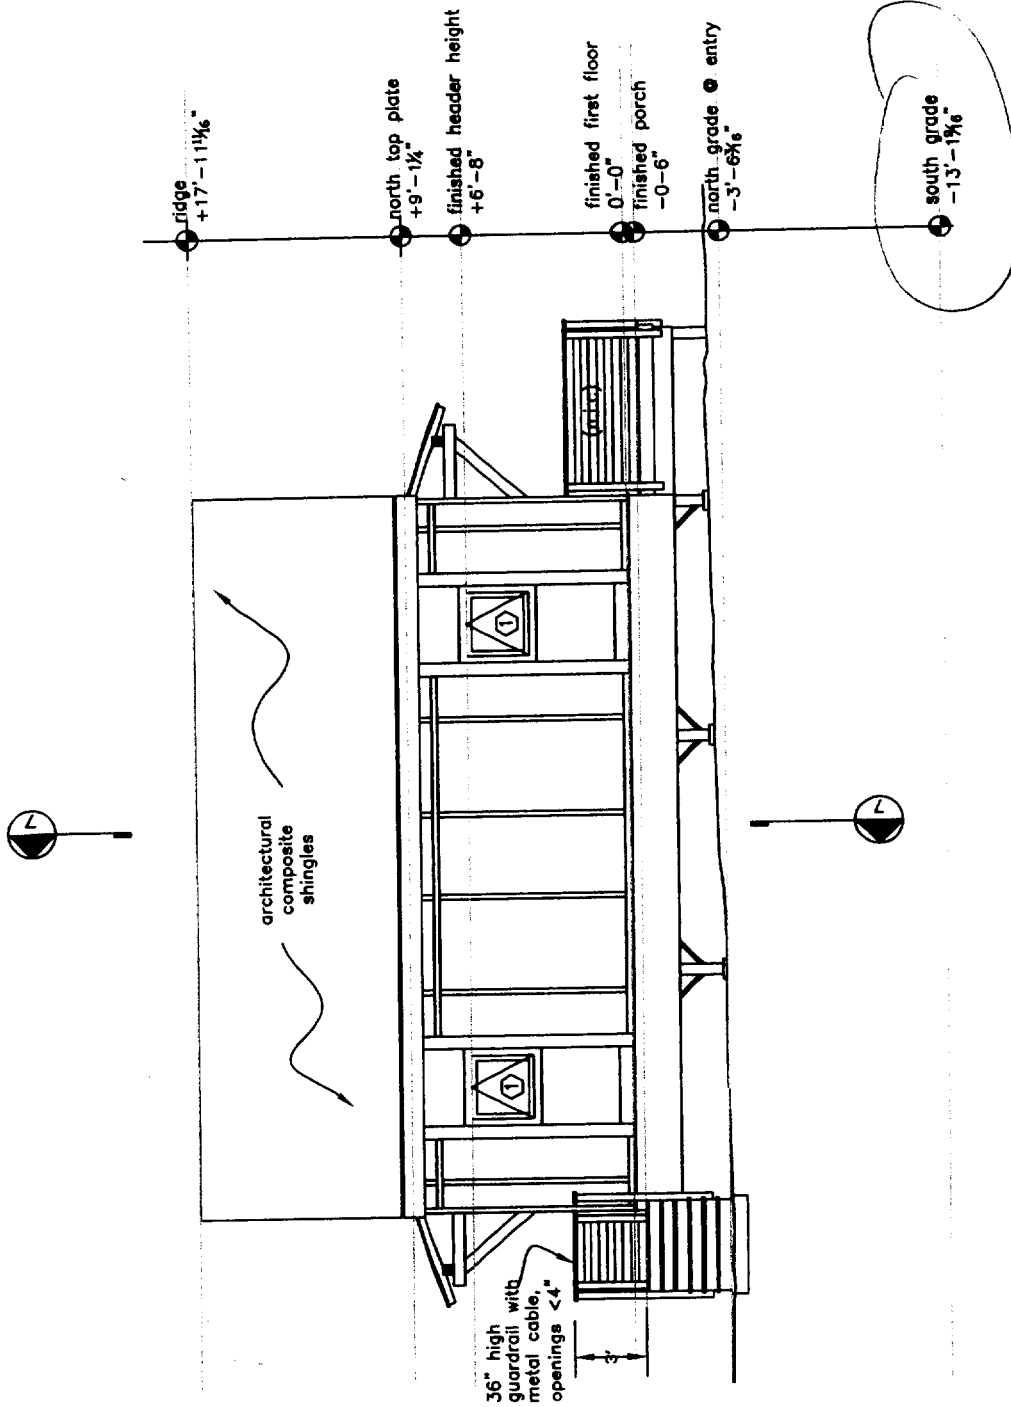 ridge
+17'-11 11/16"
north top plate
+9'-1 1/4"
finished header height
+6'-8"
finished first floor
0'-0"
finished porch
-0-6"
north grade @ entry
-3'-6 3/16"
south grade
-13'-1 9/16"
7
7
architectural
composite
shingles
1
1
36" high
guardrail with
metal cable,
openings <4"
3'